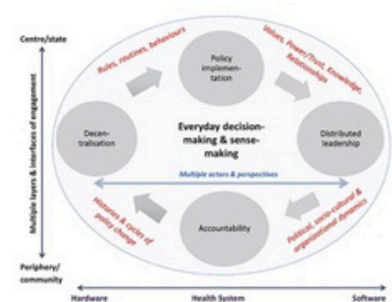 Centre/state
Rules, routines, behaviours
Policy
implemen-
tation
Values, Power/Trust, Knowledge,
Relationships
Multiple layers & interfaces of engagement
Decen-
tralisation
Everyday decision-
making & sense-
making
Distributed
leadership
Multiple actors & perspectives
Histories & cycles of
policy change
Accountability
Political, socio-cultural &
organizational dynamics
Periphery/
community
Hardware
Health System
Software